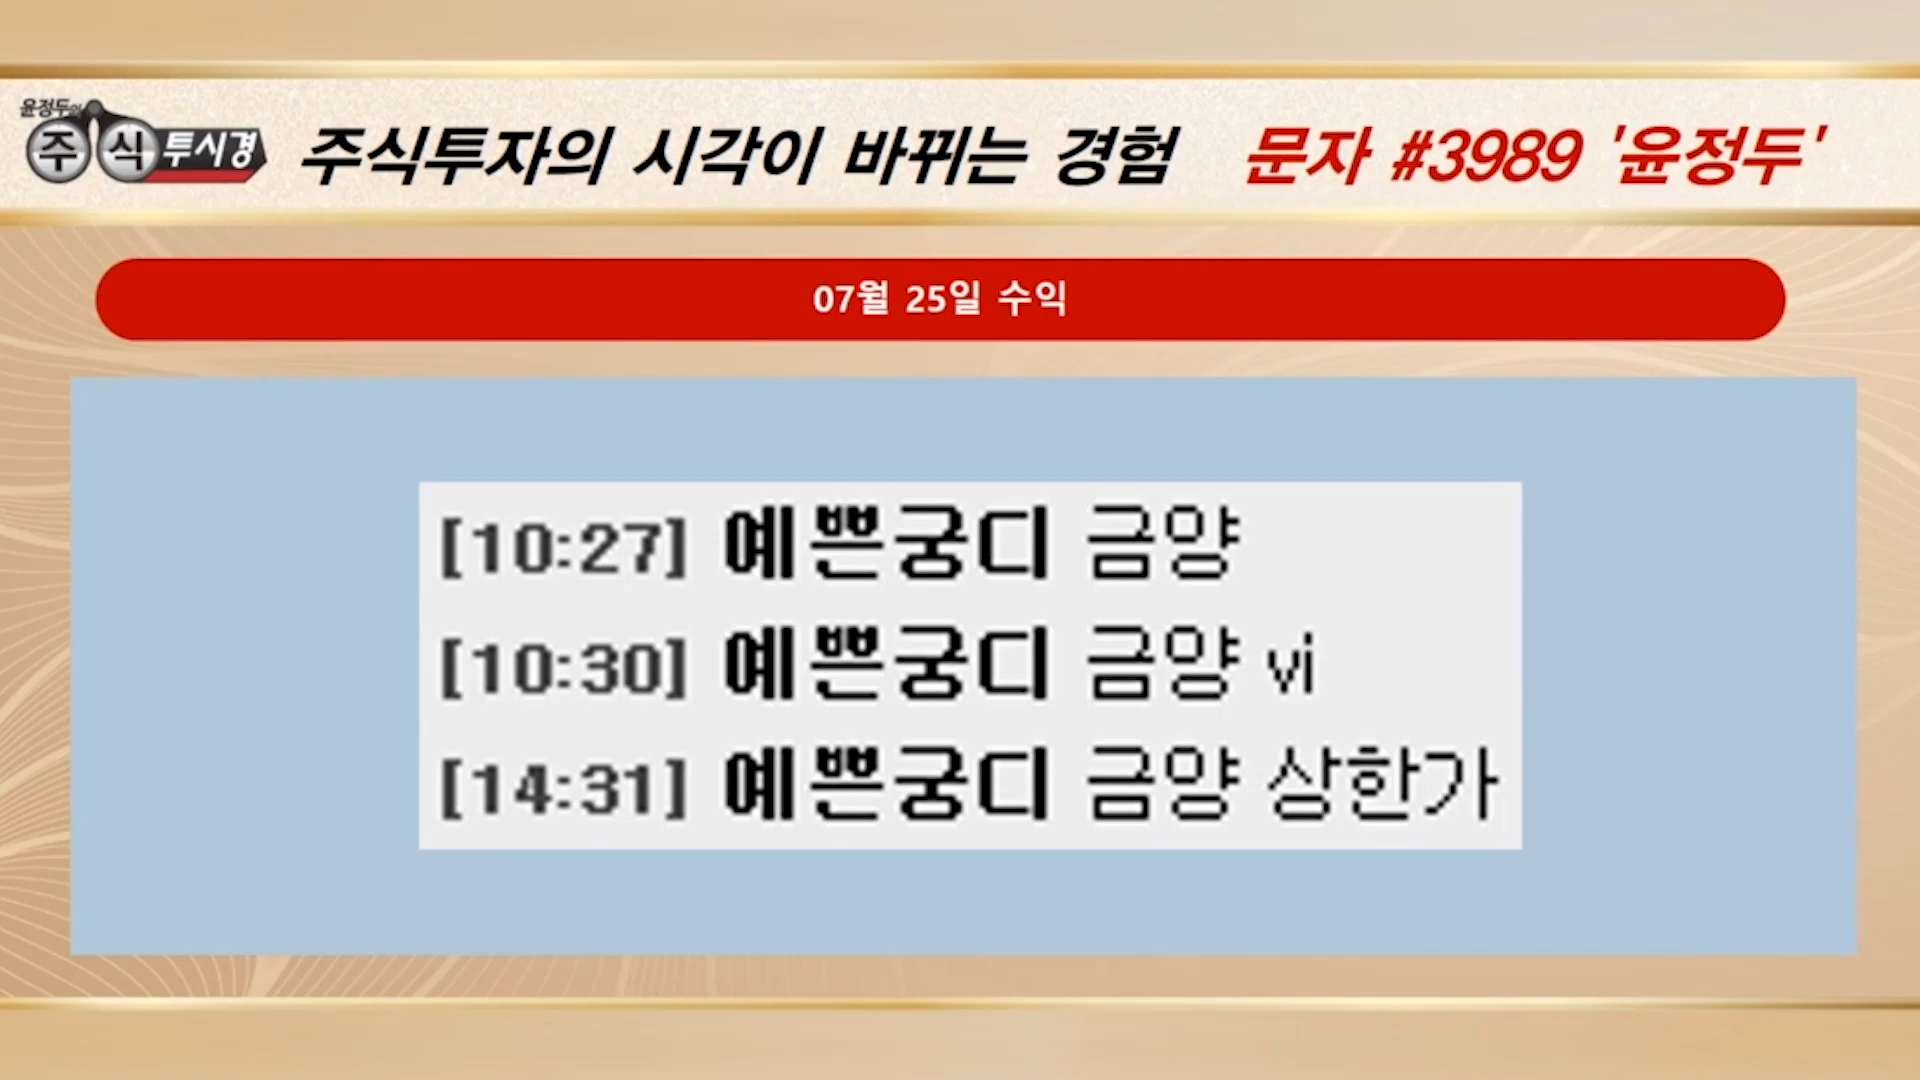 윤정두의
주식투시경
주식투자의 시각이 바뀌는 경험 문자 #3989 '윤정두'
07월 25일 수익
[10:27] 예쁜궁디 금양
[10:30] 예쁜궁디 금양 vi
[14:31] 예쁜궁디 금양 상한가